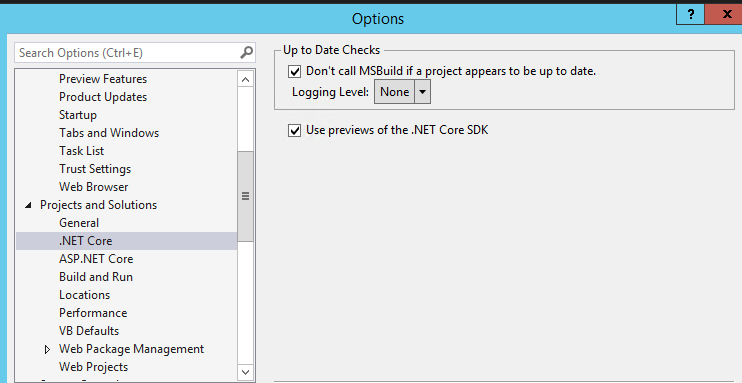 Options
?
x
Search Options (Ctrl+E)
Preview Features
Product Updates
Startup
Tabs and Windows
Task List
Trust Settings
Web Browser
Projects and Solutions
General
.NET Core
ASP.NET Core
Build and Run
Locations
Performance
VB Defaults
Web Package Management
Web Projects
Up to Date Checks
Don't call MSBuild if a project appears to be up to date.
Logging Level: None
Use previews of the .NET Core SDK